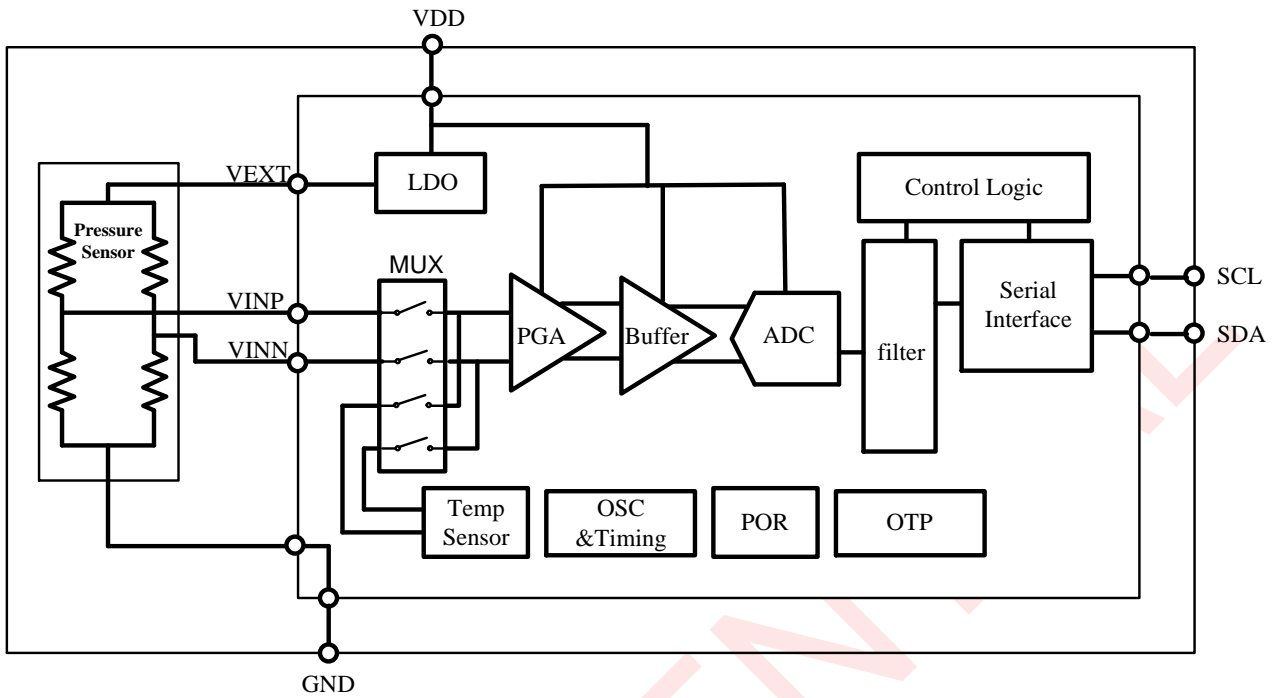 VDD
VEXT
LDO
Control Logic
Pressure
Sensor
MUX
VINP
SCL
Serial
Interface
PGA
Buffer
ADC
VINN
filter
SDA
Temp
Sensor
OSC
&Timing
POR
OTP
GND